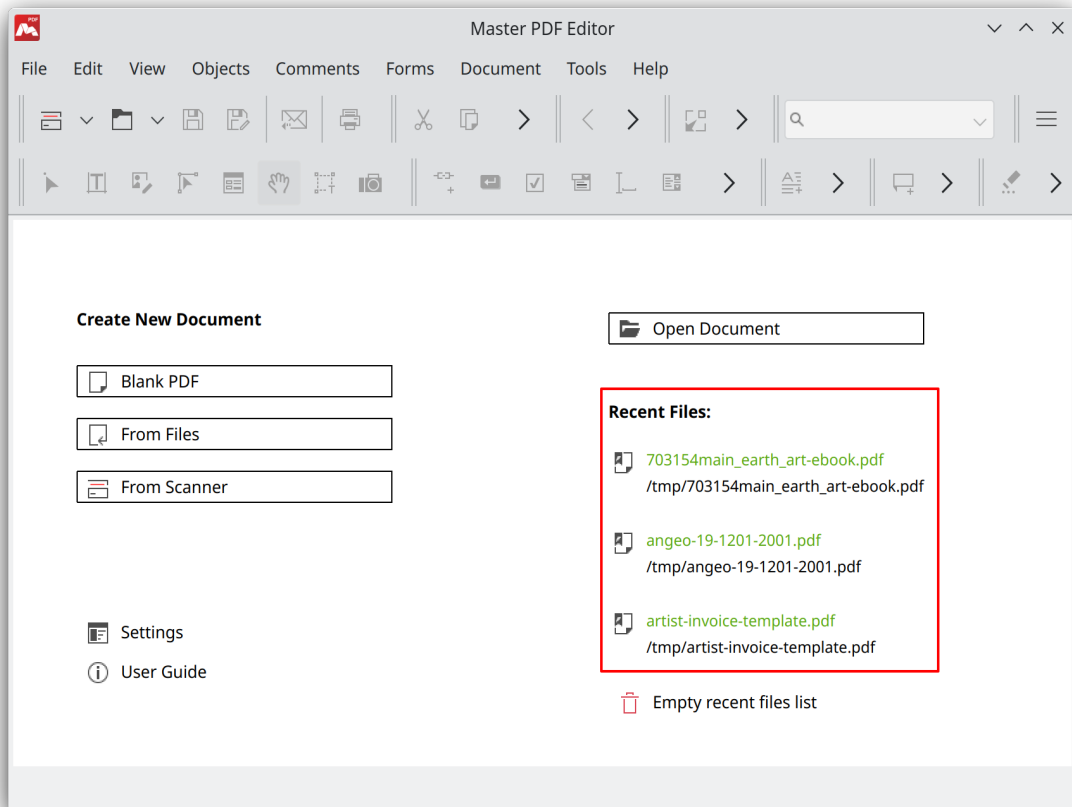 PDF
Master PDF Editor
File Edit View Objects Comments Forms Document Tools Help
Create New Document
Blank PDF
From Files
From Scanner
Settings
User Guide
Open Document
Recent Files:
703154main_earth_art-ebook.pdf
/tmp/703154main_earth_art-ebook.pdf
angeo-19-1201-2001.pdf
/tmp/angeo-19-1201-2001.pdf
artist-invoice-template.pdf
/tmp/artist-invoice-template.pdf
Empty recent files list